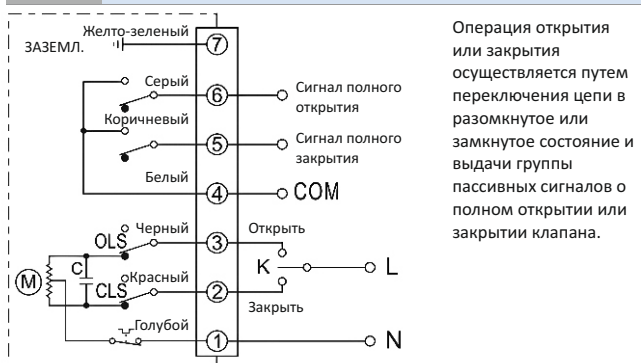 Желто-зеленый
ЗАЗЕМЛ.
7
Серый
6
Сигнал полного
открытия
Коричневый
5
Сигнал полного
закрытия
Белый
4
COM
Черный
3
Открыть
OLS
C
M
K
L
CLS
Красный
2
Закрыть
Голубой
1
N
Операция открытия
или закрытия
осуществляется путем
переключения цепи в
разомкнутое или
замкнутое состояние и
выдачи группы
пассивных сигналов о
полном открытии или
закрытии клапана.